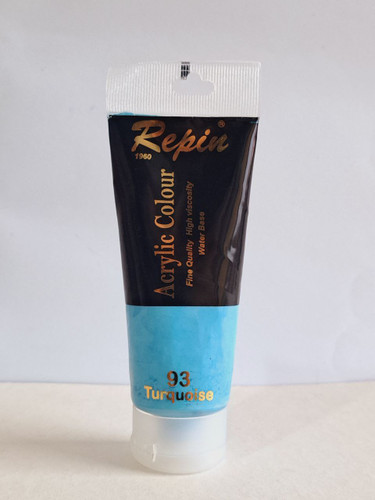 Repin®
1960
Acrylic Colour
Fine Quality High viscosity
Water Base
93
Turquoise